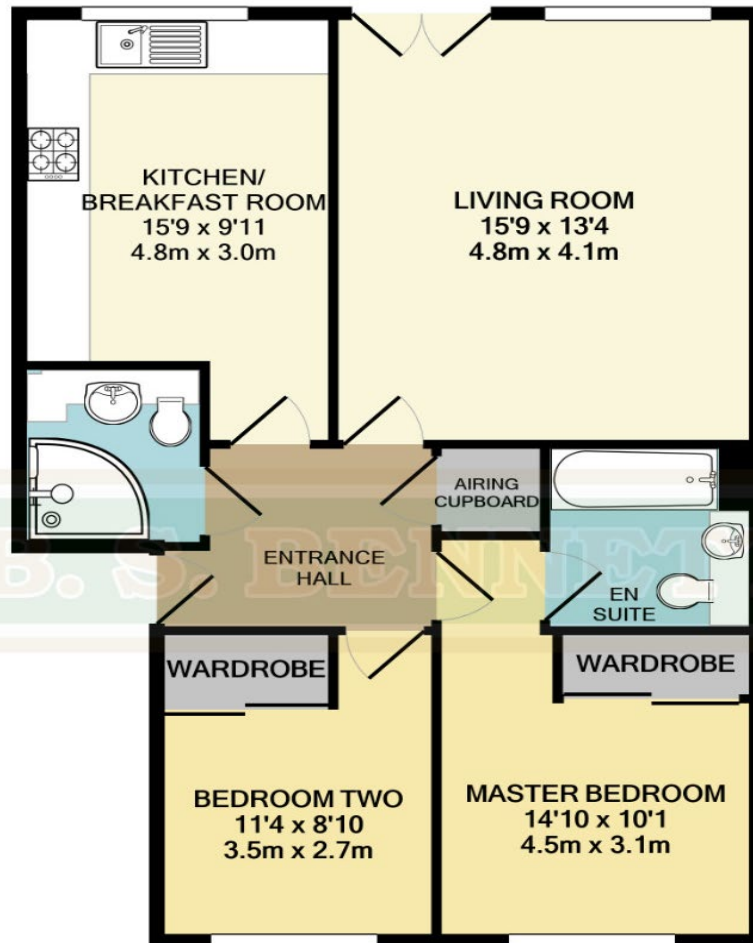 KITCHEN/
BREAKFAST ROOM
15'9 x 9'11
4.8m x 3.0m
LIVING ROOM
15'9 x 13'4
4.8m x 4.1m
AIRING
CUPBOARD
B. S. BENNET
ENTRANCE
HALL
EN
SUITE
WARDROBE
WARDROBE
BEDROOM TWO
11'4 x 8'10
3.5m x 2.7m
MASTER BEDROOM
14'10 x 10'1
4.5m x 3.1m